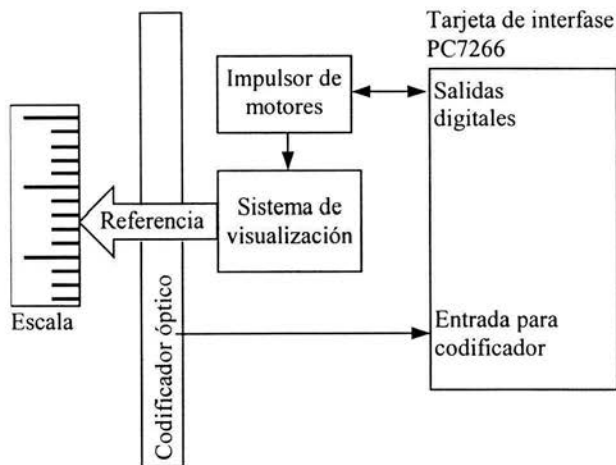 Tarjeta de interfase
PC7266
Impulsor de
motores
Salidas
digitales
Referencia
Sistema de
visualización
Escala
Codificador óptico
Entrada para
codificador